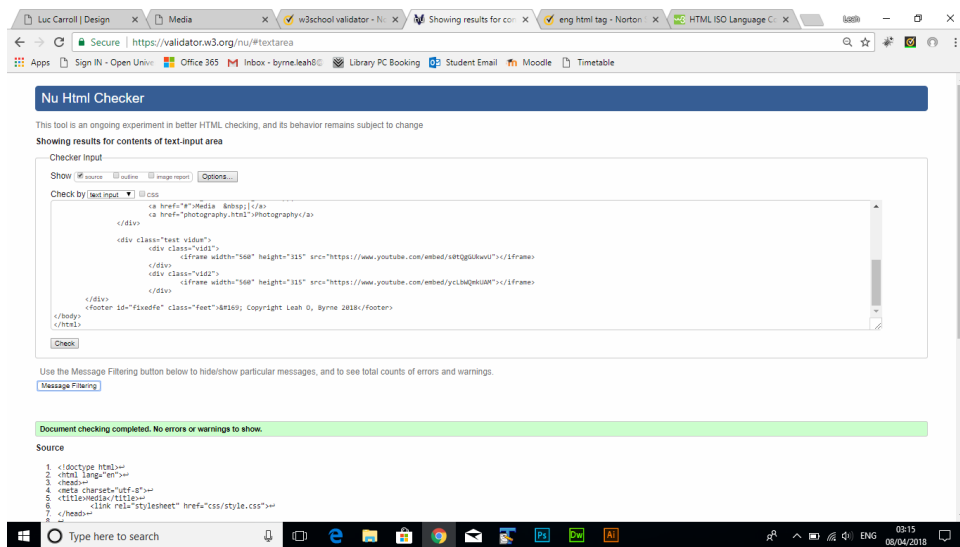 Luc Carroll | Design
Media
w3school validator - No
Showing results for con
eng html tag - Norton
HTML ISO Language Co
Leah
Secure | https://validator.w3.org/nu/#textarea
Apps Sign IN - Open Unive Office 365 Inbox - byrne.leah8@ Library PC Booking Student Email Moodle Timetable
Nu Html Checker
This tool is an ongoing experiment in better HTML checking, and its behavior remains subject to change
Showing results for contents of text-input area
Checker Input
Show source outline image report Options...
Check by text input css
<a href="#">Media &nbsp;|</a>
<a href="photography.html">Photography</a>
</div>
<div class="test vidum">
<div class="vid1">
<iframe width="560" height="315" src="https://www.youtube.com/embed/s0tQgGUkwvU"></iframe>
</div>
<div class="vid2">
<iframe width="560" height="315" src="https://www.youtube.com/embed/ycLbWQmkUAM"></iframe>
</div>
</div>
<footer id="fixedfe" class="feet">&#169; Copyright Leah D, Byrne 2018</footer>
</body>
</html>
Check
Use the Message Filtering button below to hide/show particular messages, and to see total counts of errors and warnings.
Message Filtering
Document checking completed. No errors or warnings to show.
Source
1. <!doctype html>↩
2. <html lang="en">↩
3. <head>↩
4. <meta charset="utf-8">↩
5. <title>Media</title>↩
6. <link rel="stylesheet" href="css/style.css">↩
7. </head>↩
8. ↩
Type here to search
Ps Dw Ai
ENG
03:15
08/04/2018